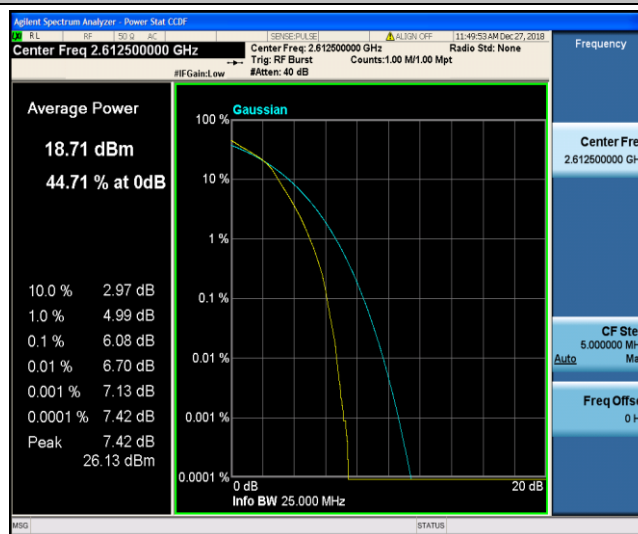 Agilent Spectrum Analyzer - Power Stat CCDF
RL RF 50 Ω AC SENSE:PULSE ALIGN OFF 11:49:53 AM Dec 27, 2018
Center Freq 2.612500000 GHz
Center Freq: 2.612500000 GHz Radio Std: None
Trig: RF Burst Counts:1.00 M/1.00 Mpt
#IFGain:Low #Atten: 40 dB
Frequency
Average Power
18.71 dBm
44.71 % at 0dB
10.0 % 2.97 dB
1.0 % 4.99 dB
0.1 % 6.08 dB
0.01 % 6.70 dB
0.001 % 7.13 dB
0.0001 % 7.42 dB
Peak 7.42 dB
26.13 dBm
Gaussian
100 %
10 %
1 %
0.1 %
0.01 %
0.001 %
0.0001 %
0 dB 20 dB
Info BW 25.000 MHz
Center Fre
2.612500000 GH
CF Ste
5.000000 MH
Auto Ma
Freq Offse
0 H
MSG STATUS